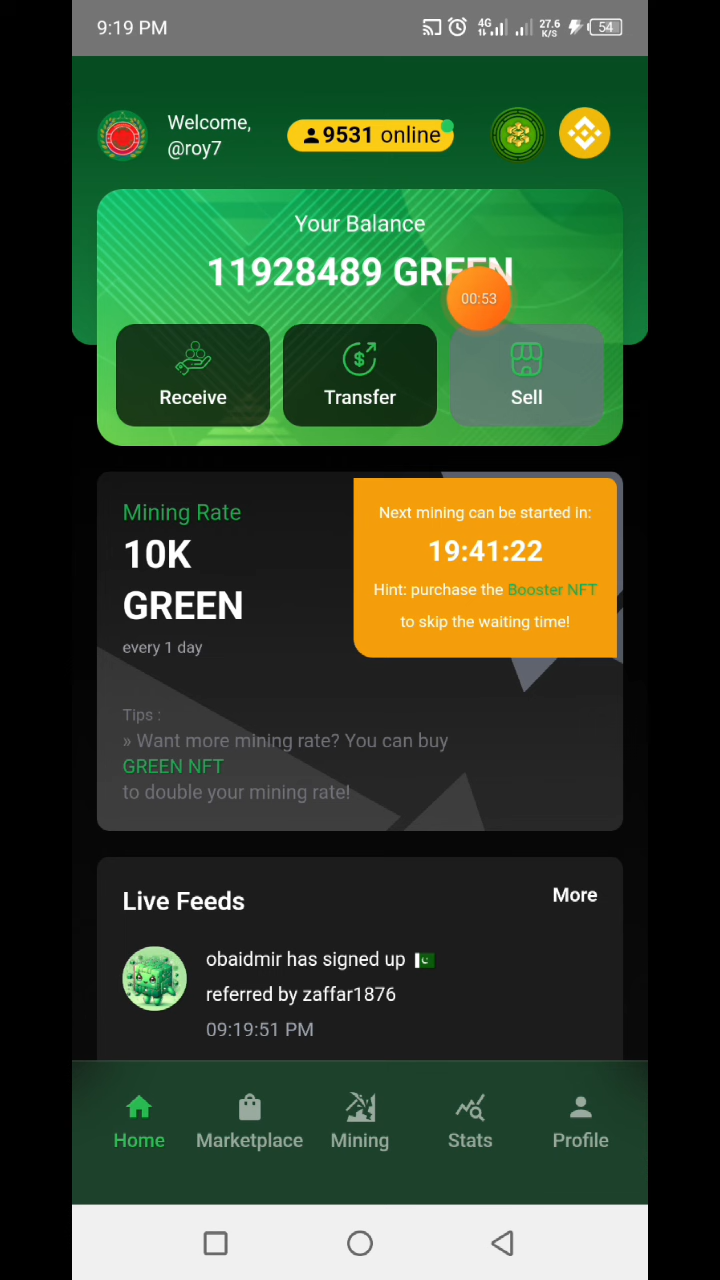 9:19 PM
4G
27.6
K/S
54
Welcome,
@roy7
9531 online
Your Balance
11928489 GREEN
00:53
Receive
Transfer
Sell
Mining Rate
10K
GREEN
every 1 day
Next mining can be started in:
19:41:22
Hint: purchase the Booster NFT
to skip the waiting time!
Tips :
» Want more mining rate? You can buy
GREEN NFT
to double your mining rate!
Live Feeds
More
obaidmir has signed up
referred by zaffar1876
09:19:51 PM
Home
Marketplace
Mining
Stats
Profile